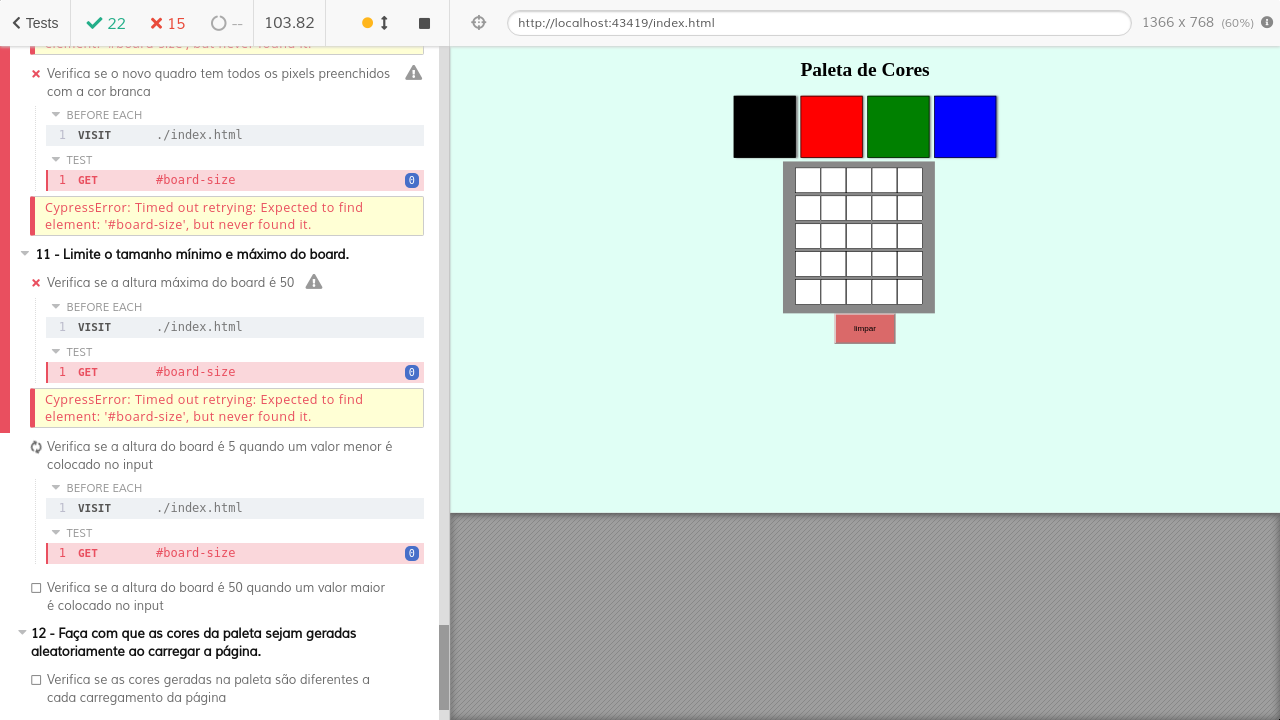 Tests
22
15
--
103.82
http://localhost:43419/index.html
1366 x 768 (60%)
element: '#board-size', but never found it.
Verifica se o novo quadro tem todos os pixels preenchidos
com a cor branca
BEFORE EACH
1 VISIT ./index.html
TEST
1 GET #board-size 0
CypressError: Timed out retrying: Expected to find
element: '#board-size', but never found it.
11 - Limite o tamanho mínimo e máximo do board.
Verifica se a altura máxima do board é 50
BEFORE EACH
1 VISIT ./index.html
TEST
1 GET #board-size 0
CypressError: Timed out retrying: Expected to find
element: '#board-size', but never found it.
Verifica se a altura do board é 5 quando um valor menor é
colocado no input
BEFORE EACH
1 VISIT ./index.html
TEST
1 GET #board-size 0
Verifica se a altura do board é 50 quando um valor maior
é colocado no input
12 - Faça com que as cores da paleta sejam geradas
aleatoriamente ao carregar a página.
Verifica se as cores geradas na paleta são diferentes a
cada carregamento da página
Paleta de Cores
limpar